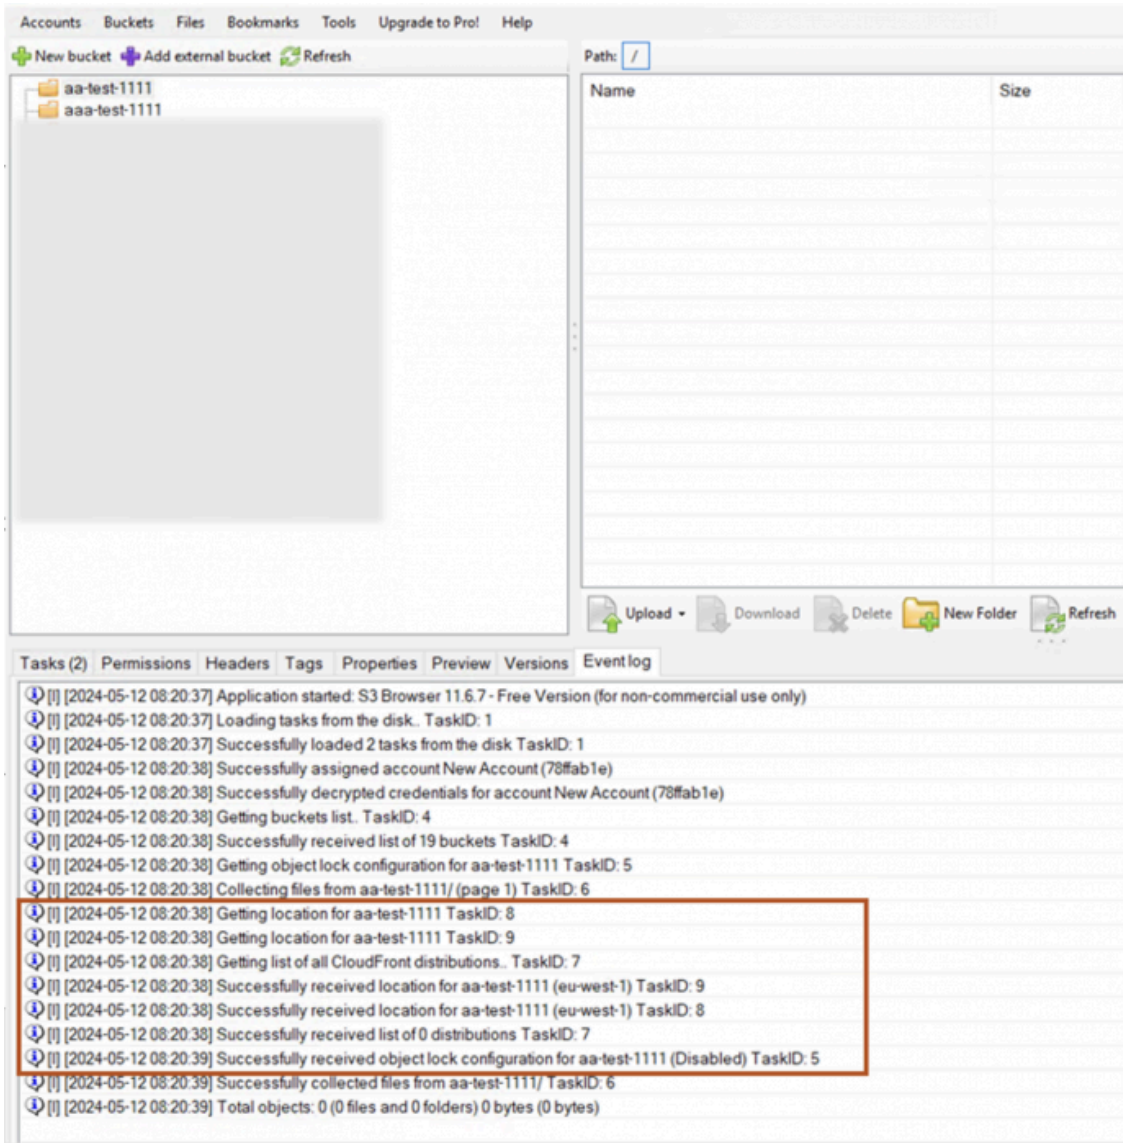 Accounts Buckets Files Bookmarks Tools Upgrade to Pro! Help
New bucket Add external bucket Refresh
Path: /
aa-test-1111
aaa-test-1111
Name Size
Upload Download Delete New Folder Refresh
Tasks (2) Permissions Headers Tags Properties Preview Versions Event log
[I] [2024-05-12 08:20:37] Application started: S3 Browser 11.6.7 - Free Version (for non-commercial use only)
[I] [2024-05-12 08:20:37] Loading tasks from the disk.. TaskID: 1
[I] [2024-05-12 08:20:37] Successfully loaded 2 tasks from the disk TaskID: 1
[I] [2024-05-12 08:20:38] Successfully assigned account New Account (78ffab1e)
[I] [2024-05-12 08:20:38] Successfully decrypted credentials for account New Account (78ffab1e)
[I] [2024-05-12 08:20:38] Getting buckets list.. TaskID: 4
[I] [2024-05-12 08:20:38] Successfully received list of 19 buckets TaskID: 4
[I] [2024-05-12 08:20:38] Getting object lock configuration for aa-test-1111 TaskID: 5
[I] [2024-05-12 08:20:38] Collecting files from aa-test-1111/ (page 1) TaskID: 6
[I] [2024-05-12 08:20:38] Getting location for aa-test-1111 TaskID: 8
[I] [2024-05-12 08:20:38] Getting location for aa-test-1111 TaskID: 9
[I] [2024-05-12 08:20:38] Getting list of all CloudFront distributions.. TaskID: 7
[I] [2024-05-12 08:20:38] Successfully received location for aa-test-1111 (eu-west-1) TaskID: 9
[I] [2024-05-12 08:20:38] Successfully received location for aa-test-1111 (eu-west-1) TaskID: 8
[I] [2024-05-12 08:20:38] Successfully received list of 0 distributions TaskID: 7
[I] [2024-05-12 08:20:39] Successfully received object lock configuration for aa-test-1111 (Disabled) TaskID: 5
[I] [2024-05-12 08:20:39] Successfully collected files from aa-test-1111/ TaskID: 6
[I] [2024-05-12 08:20:39] Total objects: 0 (0 files and 0 folders) 0 bytes (0 bytes)